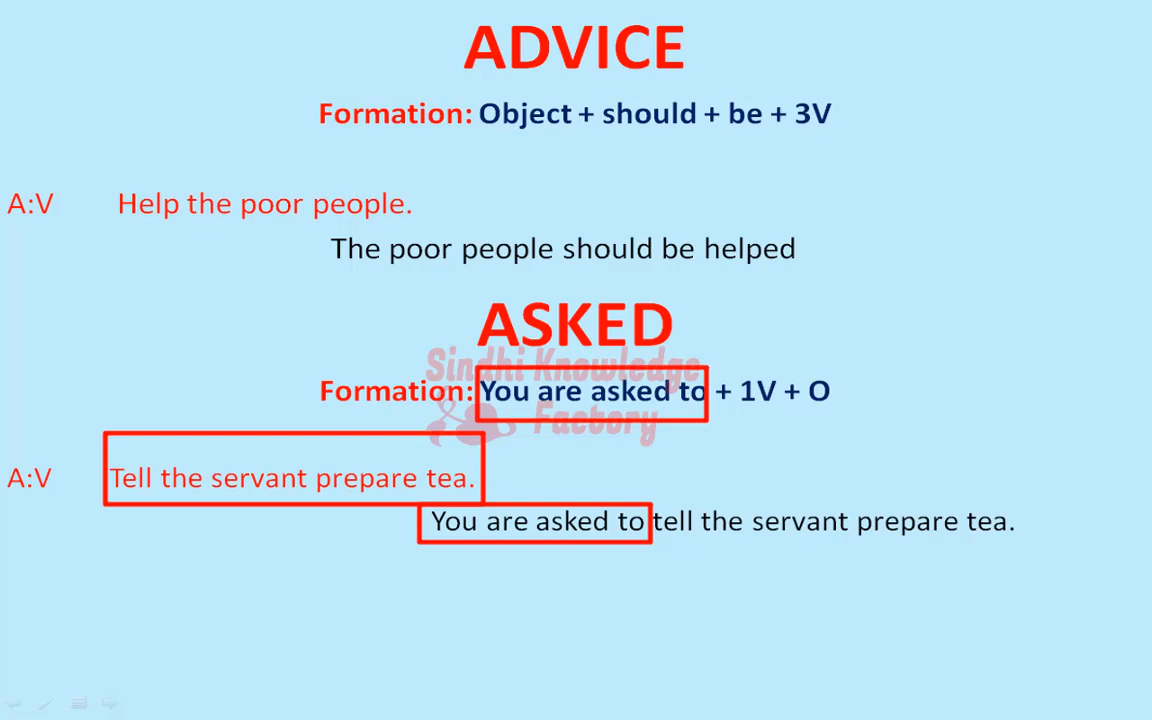 ADVICE
Formation: Object + should + be + 3V
A:V Help the poor people.
The poor people should be helped
ASKED
Sindhi Knowledge
Formation: You are asked to + 1V + O
Factory
A:V Tell the servant prepare tea.
You are asked to tell the servant prepare tea.